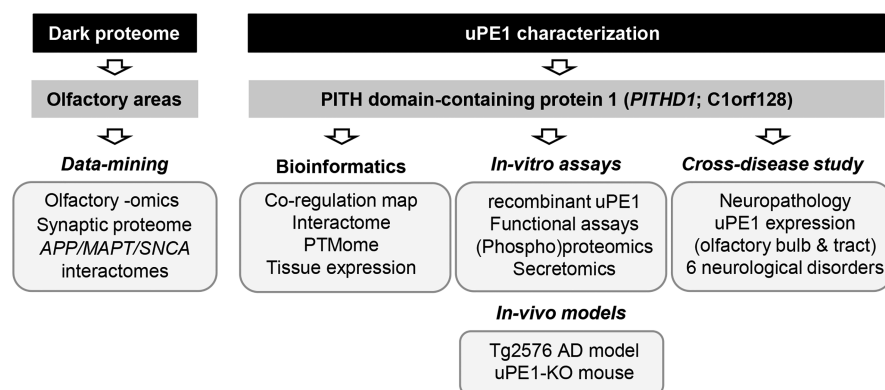 Dark proteome
uPE1 characterization
Olfactory areas
PITH domain-containing protein 1 (PITHD1; C1orf128)
Data-mining
Olfactory -omics
Synaptic proteome
APP/MAPT/SNCA
interactomes
Bioinformatics
Co-regulation map
Interactome
PTMome
Tissue expression
In-vitro assays
recombinant uPE1
Functional assays
(Phospho)proteomics
Secretomics
Cross-disease study
Neuropathology
uPE1 expression
(olfactory bulb & tract)
6 neurological disorders
In-vivo models
Tg2576 AD model
uPE1-KO mouse